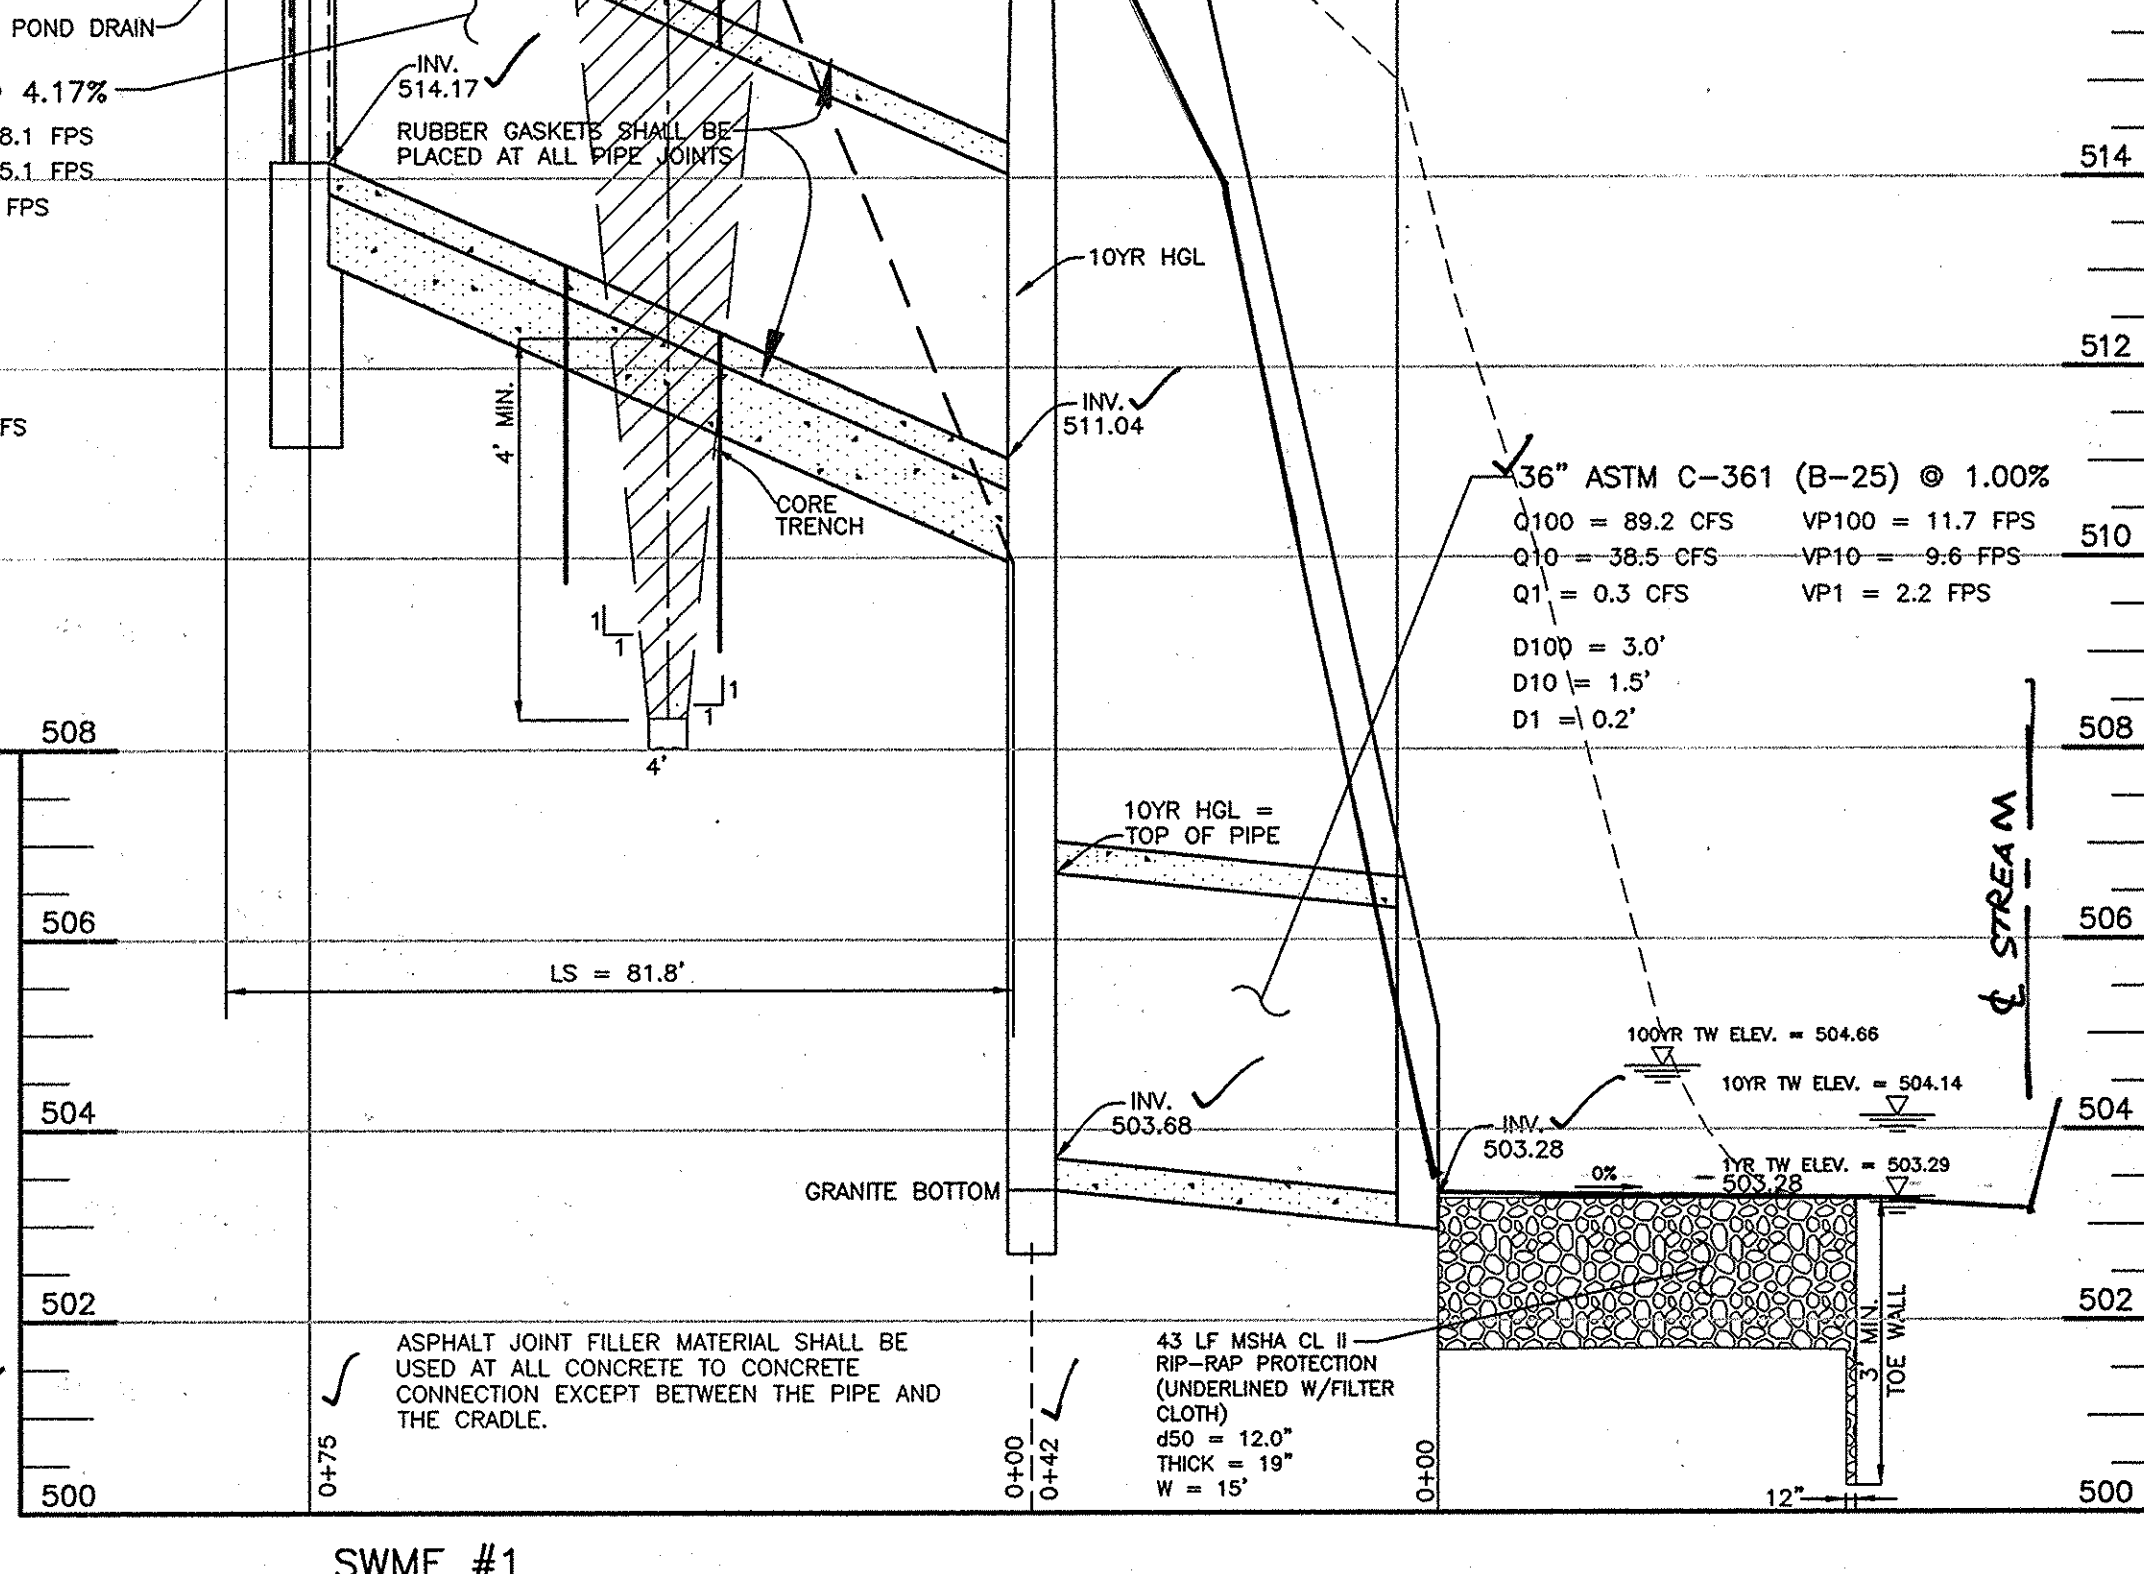 POND DRAIN
4.17%
8.1 FPS
5.1 FPS
FPS
FS
INV.
514.17
RUBBER GASKETS SHALL BE
PLACED AT ALL PIPE JOINTS
10YR HGL
INV.
511.04
4' MIN.
CORE
TRENCH
1
1
1
1
4'
36" ASTM C-361 (B-25) @ 1.00%
Q100 = 89.2 CFS VP100 = 11.7 FPS
Q10 = 38.5 CFS VP10 = 9.6 FPS
Q1 = 0.3 CFS VP1 = 2.2 FPS
D100 = 3.0'
D10 = 1.5'
D1 = 0.2'
514
512
510
508
506
504
502
500
508
506
504
502
500
10YR HGL =
TOP OF PIPE
LS = 81.8'
℄ STREAM
100YR TW ELEV. = 504.66
10YR TW ELEV. = 504.14
INV.
503.68
INV.
503.28
0%
1YR TW ELEV. = 503.29
503.28
GRANITE BOTTOM
ASPHALT JOINT FILLER MATERIAL SHALL BE
USED AT ALL CONCRETE TO CONCRETE
CONNECTION EXCEPT BETWEEN THE PIPE AND
THE CRADLE.
43 LF MSHA CL II
RIP-RAP PROTECTION
(UNDERLINED W/FILTER
CLOTH)
d50 = 12.0"
THICK = 19"
W = 15'
3' MIN.
TOE WALL
12"
0+75
0+00
0+42
0+00
SWMF #1